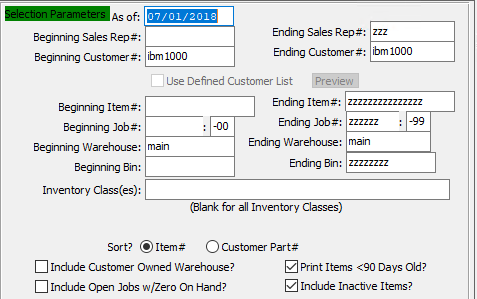 Selection Parameters As of: 07/01/2018
Beginning Sales Rep#: Ending Sales Rep#: zzz
Beginning Customer#: ibm1000 Ending Customer#: ibm1000
Use Defined Customer List Preview
Beginning Item#: Ending Item#: zzzzzzzzzzzzzzz
Beginning Job#: : -00 Ending Job#: zzzzzz : -99
Beginning Warehouse: main Ending Warehouse: main
Beginning Bin: Ending Bin: zzzzzzzz
Inventory Class(es):
(Blank for all Inventory Classes)
Sort? Item# Customer Part#
Include Customer Owned Warehouse? Print Items <90 Days Old?
Include Open Jobs w/Zero On Hand? Include Inactive Items?